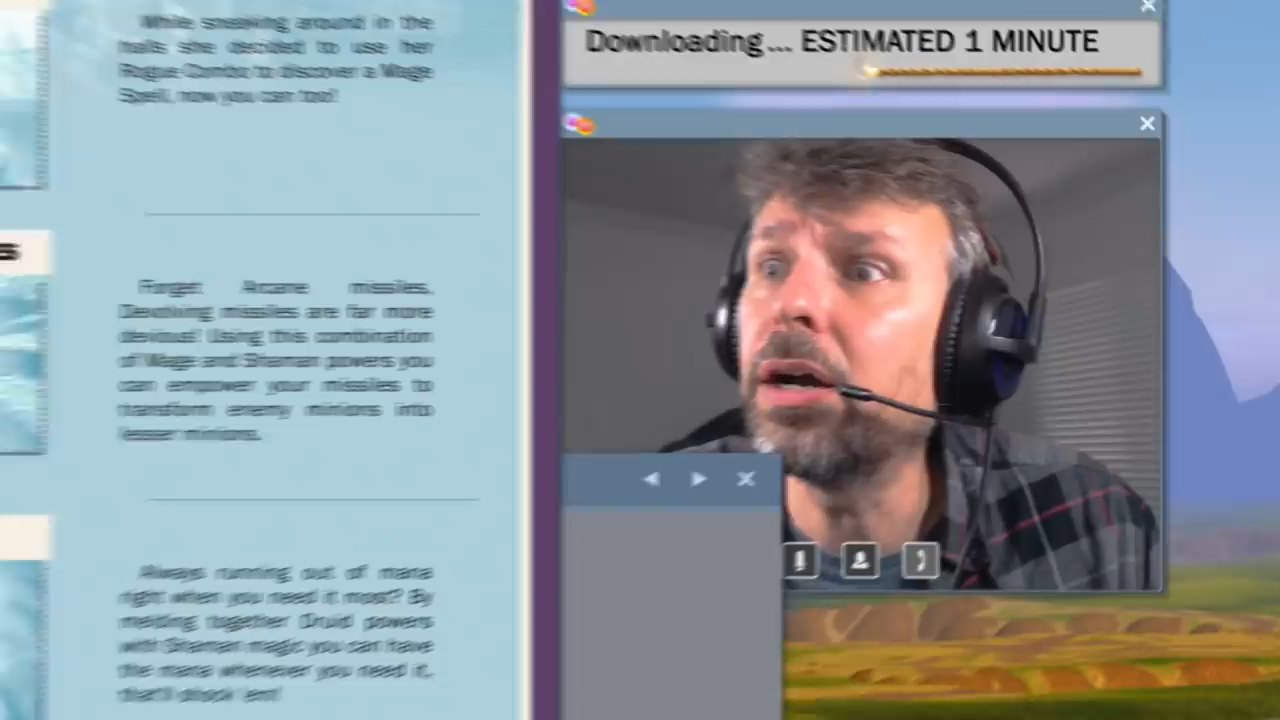 While sneaking around in the
halls she decided to use her
Rogue Combo to discover a Mage
Spell, now you can too!
S
Forget Arcane missiles.
Devolving missiles are far more
devious! Using this combination
of Mage and Shaman powers you
can empower your missiles to
transform enemy minions into
lesser minions.
Always running out of mana
right when you need it most? By
melding together Druid powers
with Shaman magic you can have
the mana whenever you need it,
that'll shock 'em!
Downloading... ESTIMATED 1 MINUTE